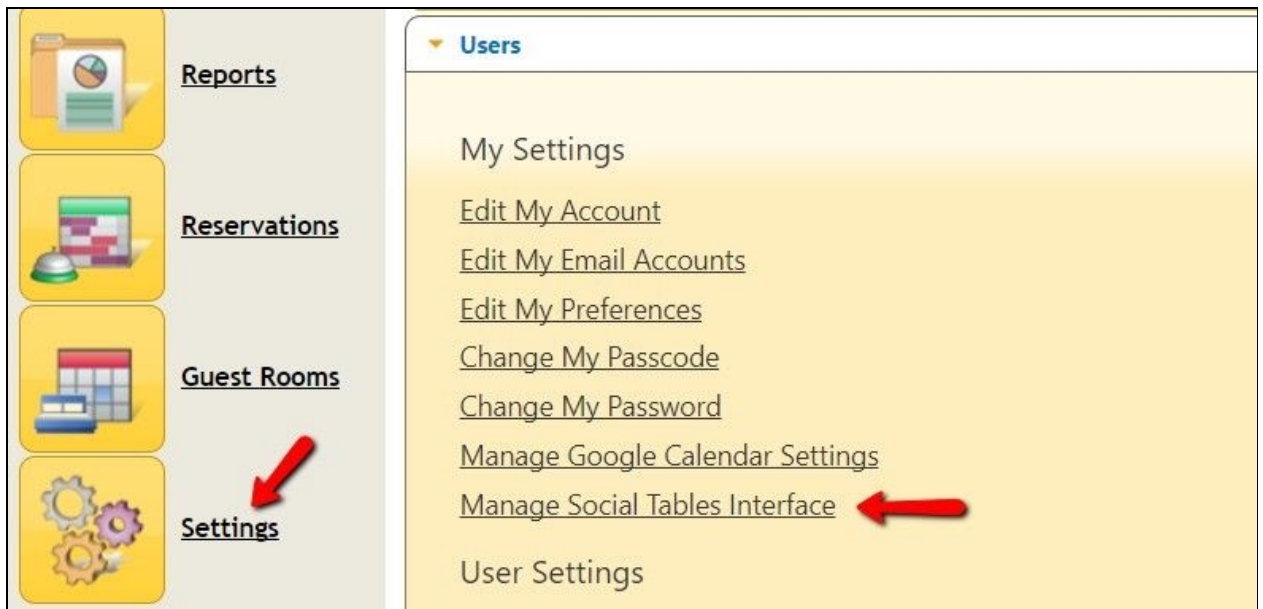 Reports
Reservations
Guest Rooms
Settings
Users
My Settings
Edit My Account
Edit My Email Accounts
Edit My Preferences
Change My Passcode
Change My Password
Manage Google Calendar Settings
Manage Social Tables Interface
User Settings